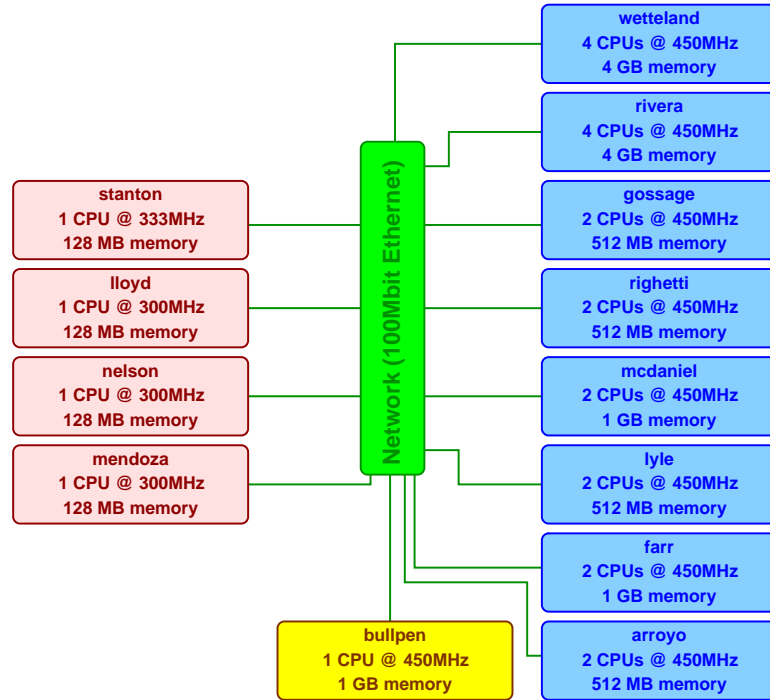 wetteland
4 CPUs @ 450MHz
4 GB memory
rivera
4 CPUs @ 450MHz
4 GB memory
stanton
1 CPU @ 333MHz
128 MB memory
lloyd
1 CPU @ 300MHz
128 MB memory
nelson
1 CPU @ 300MHz
128 MB memory
mendoza
1 CPU @ 300MHz
128 MB memory
Network (100Mbit Ethernet)
gossage
2 CPUs @ 450MHz
512 MB memory
righetti
2 CPUs @ 450MHz
512 MB memory
mcdaniel
2 CPUs @ 450MHz
1 GB memory
lyle
2 CPUs @ 450MHz
512 MB memory
farr
2 CPUs @ 450MHz
1 GB memory
bullpen
1 CPU @ 450MHz
1 GB memory
arroyo
2 CPUs @ 450MHz
512 MB memory